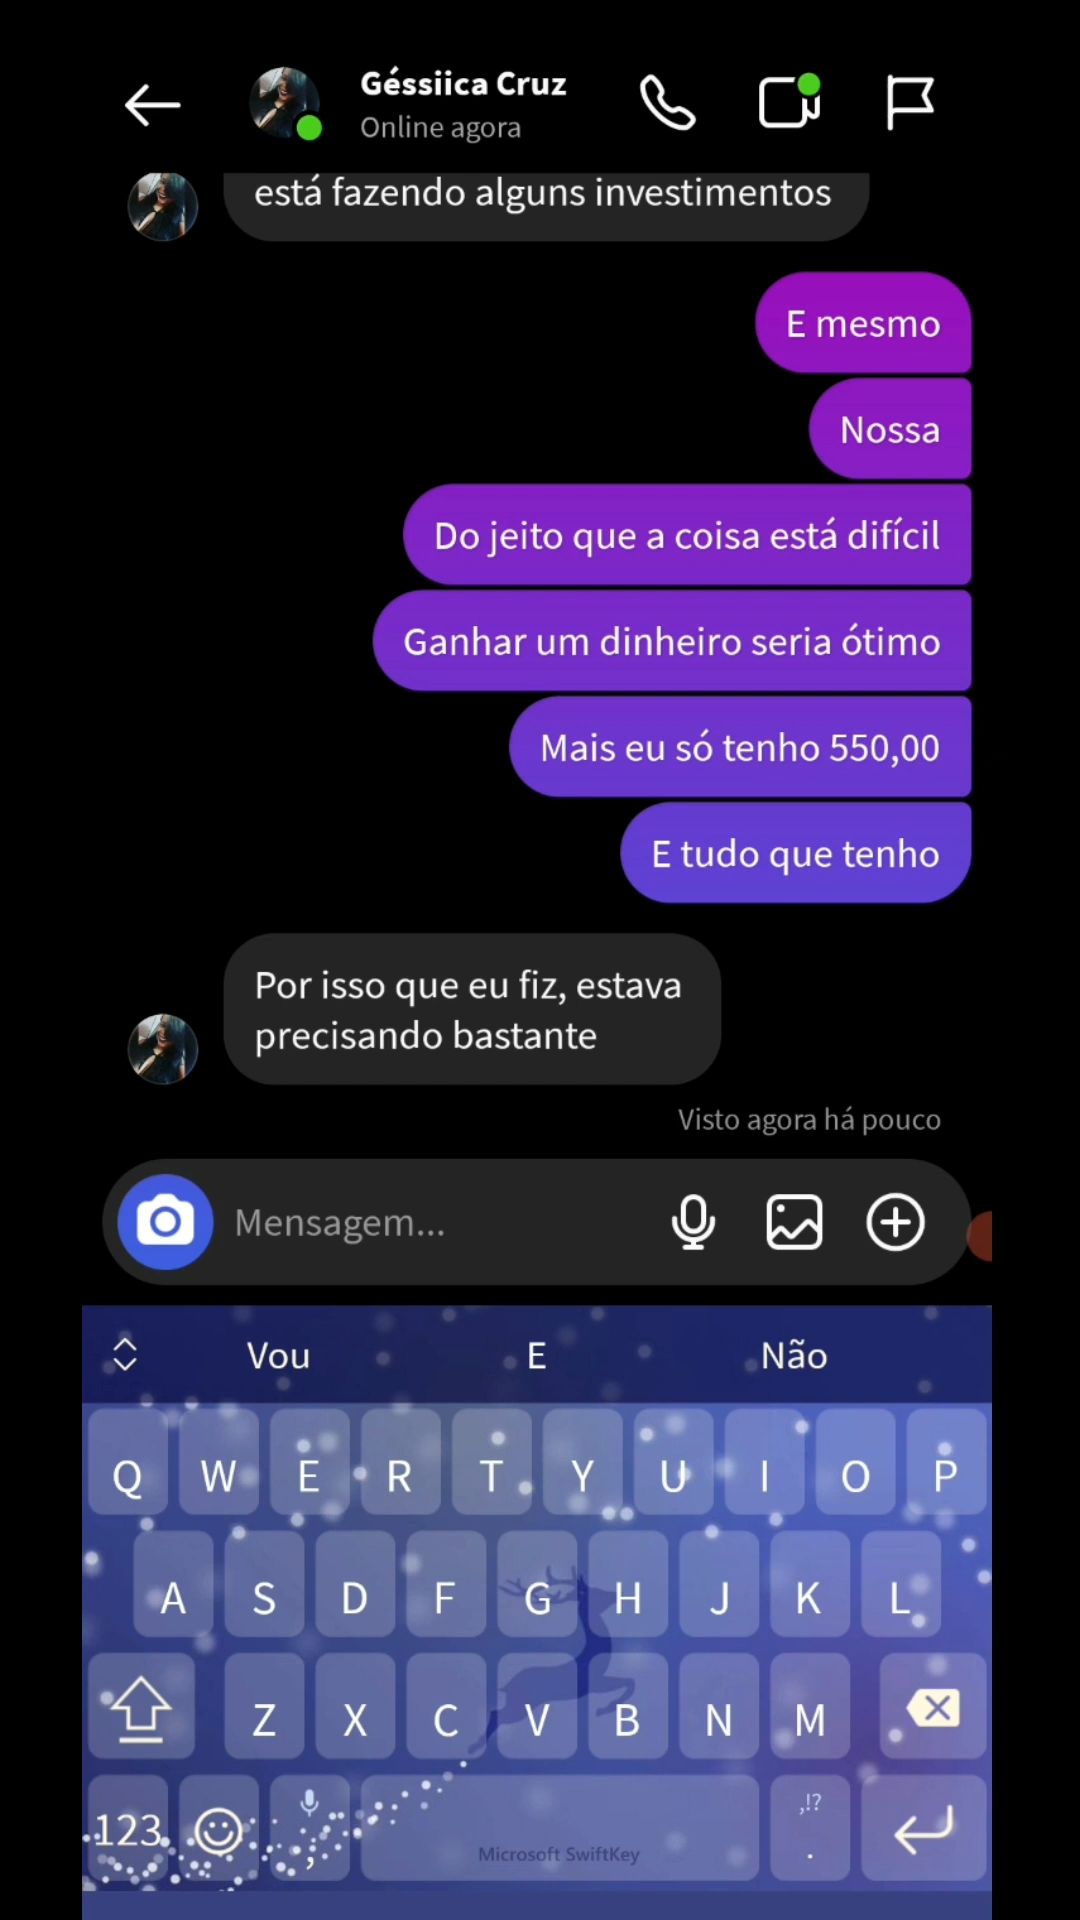 Géssiica Cruz
Online agora
está fazendo alguns investimentos
E mesmo
Nossa
Do jeito que a coisa está difícil
Ganhar um dinheiro seria ótimo
Mais eu só tenho 550,00
E tudo que tenho
Por isso que eu fiz, estava
precisando bastante
Visto agora há pouco
Mensagem...
Vou E Não
Q W E R T Y U I O P
A S D F G H J K L
Z X C V B N M
,!?
123 , Microsoft SwiftKey .